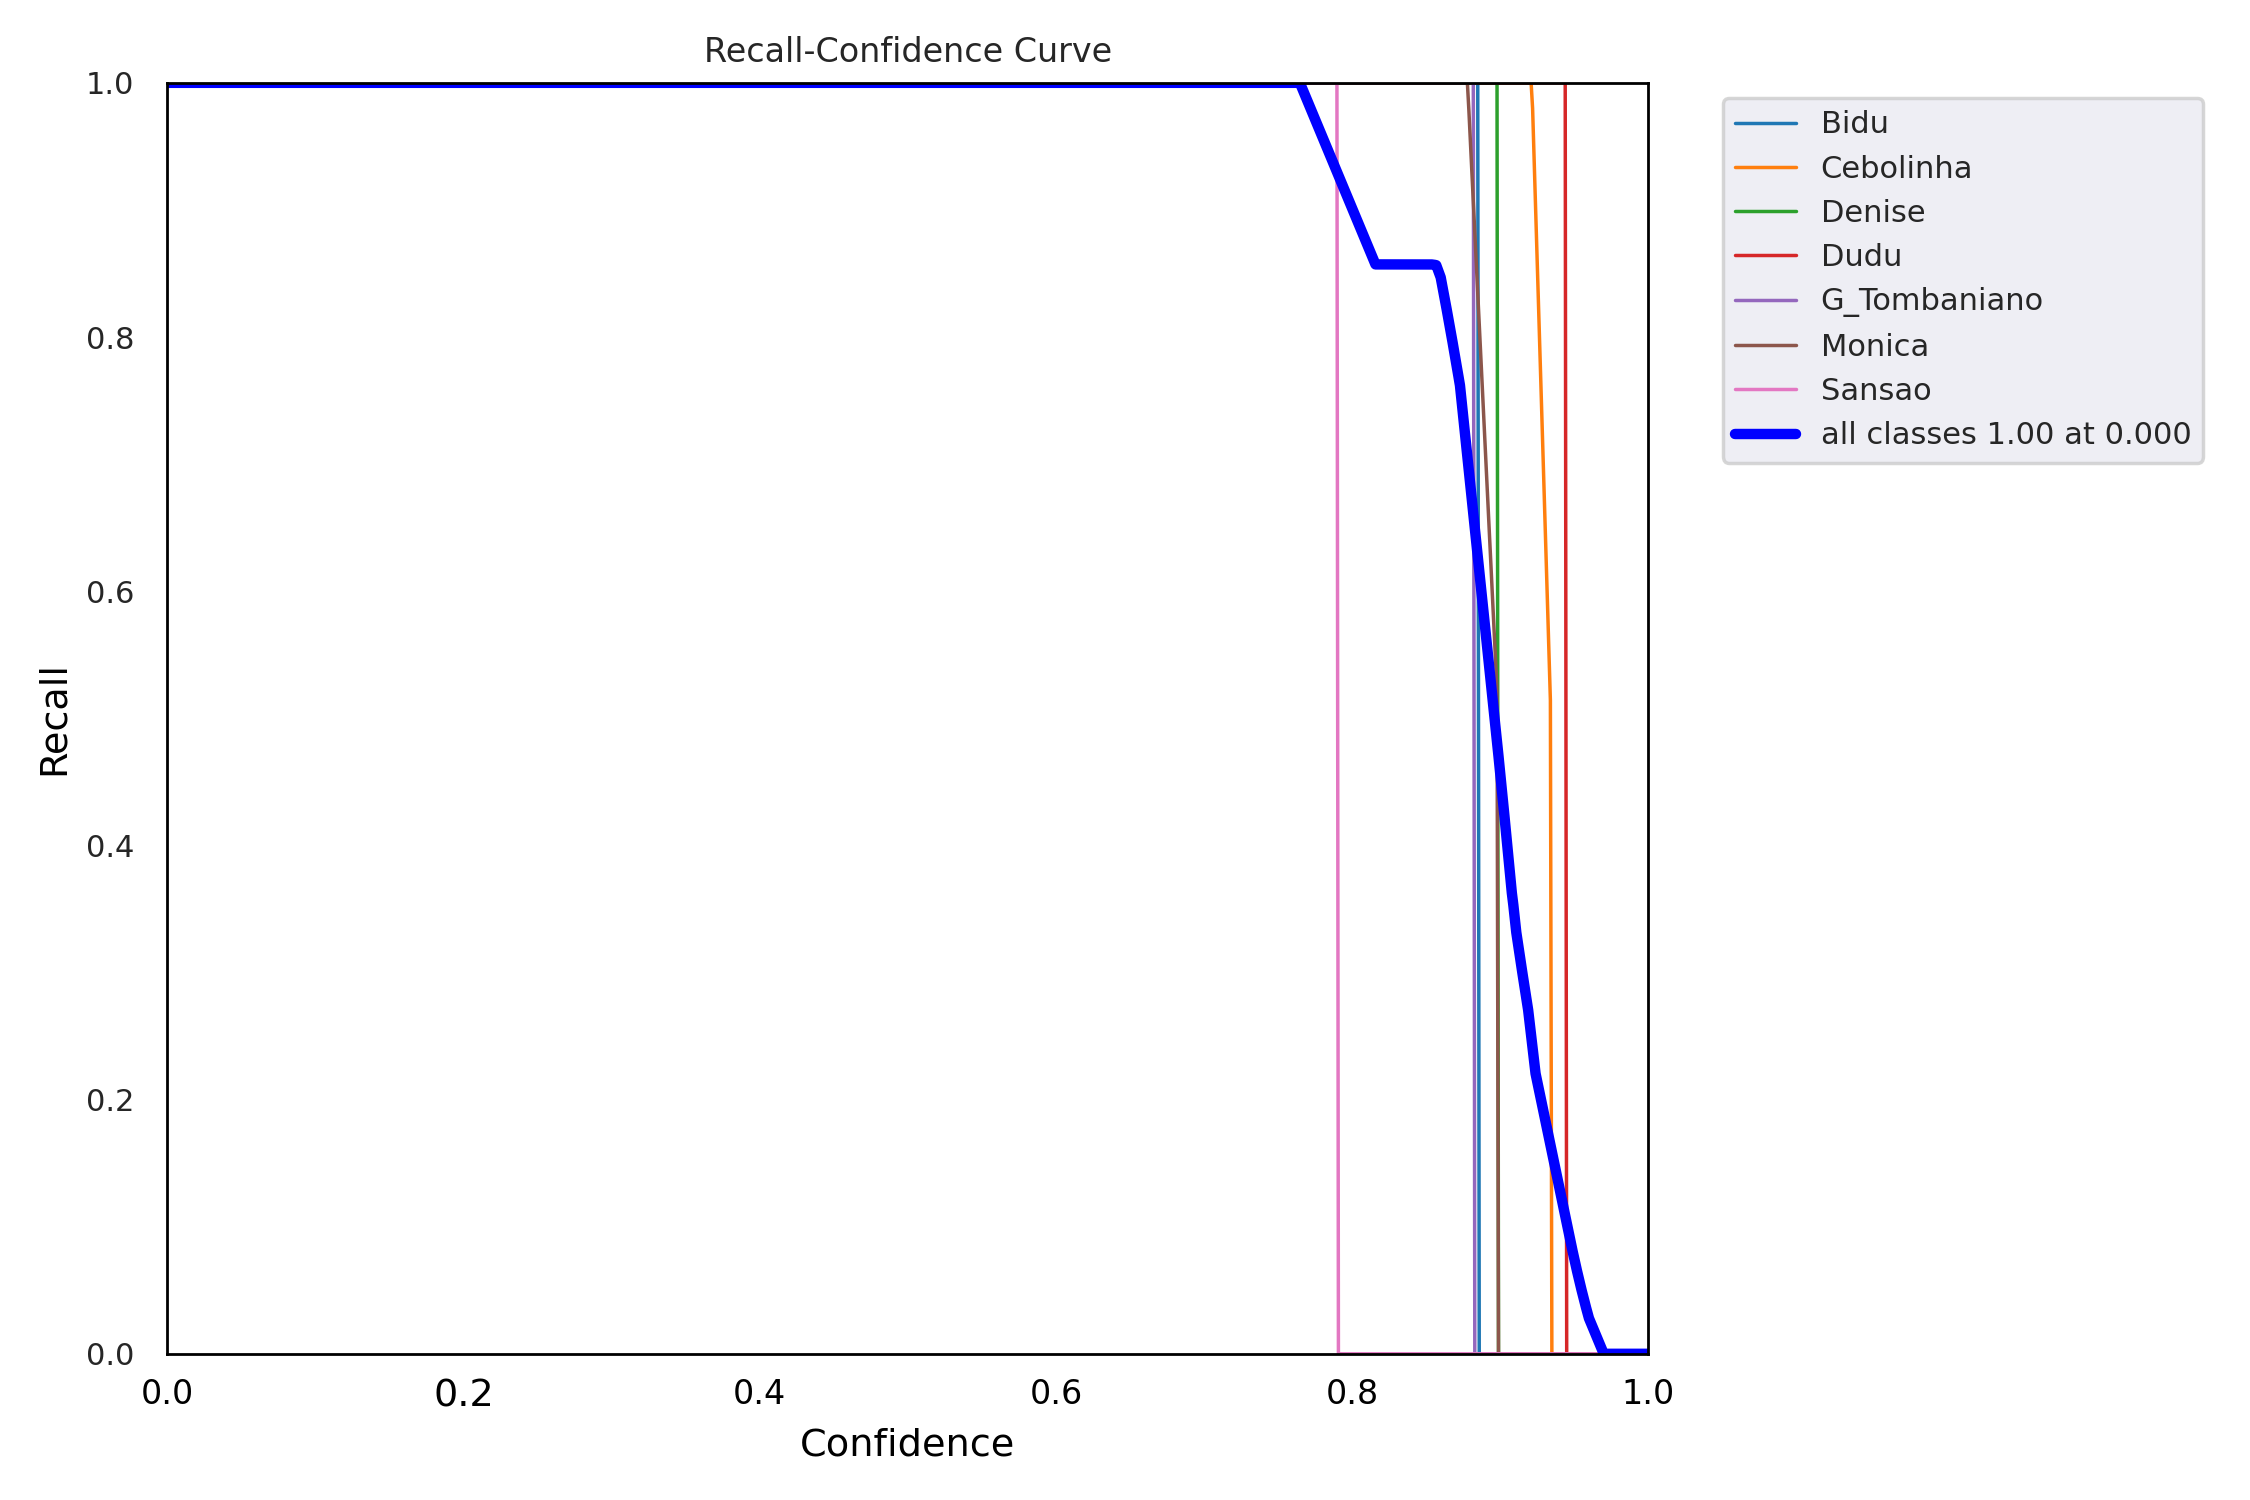 Recall-Confidence Curve
1.0
0.8
0.6
0.4
0.2
0.0
Recall
0.0 0.2 0.4 0.6 0.8 1.0
Confidence
Bidu
Cebolinha
Denise
Dudu
G_Tombaniano
Monica
Sansao
all classes 1.00 at 0.000